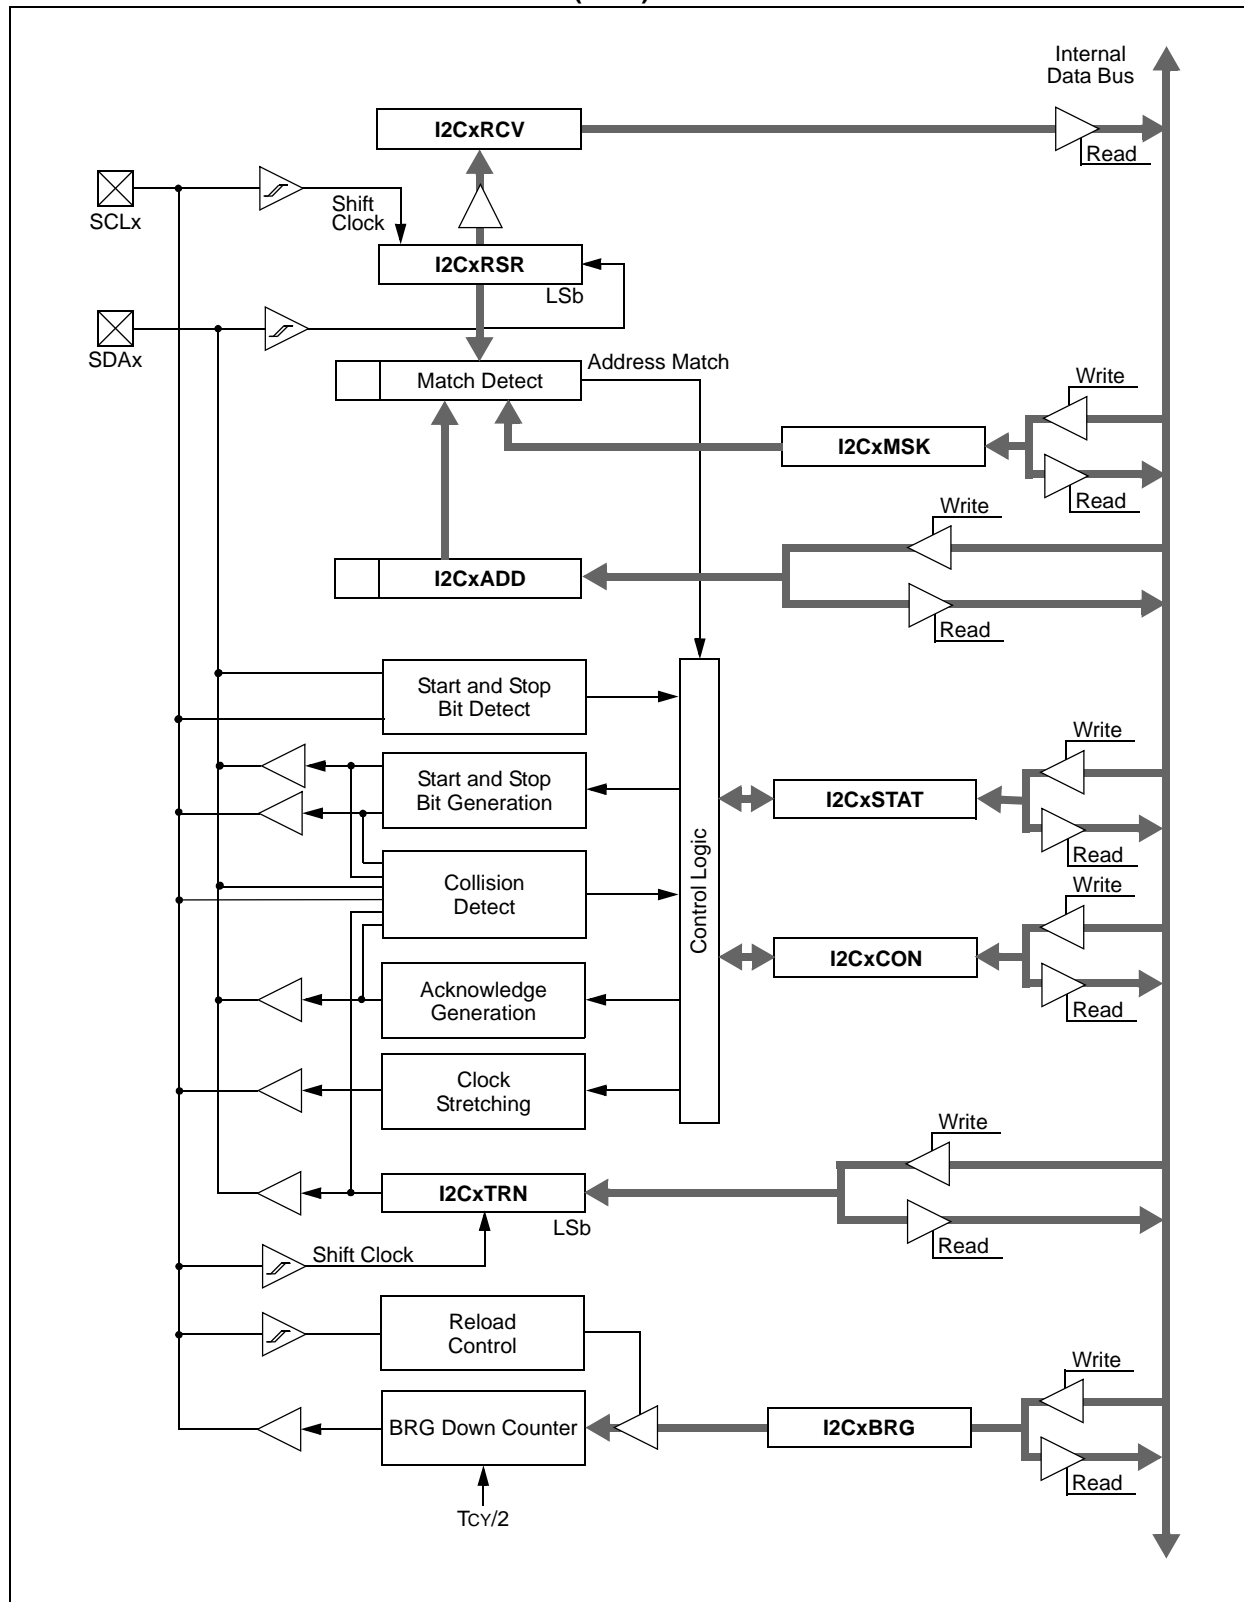 Internal
Data Bus
I2CxRCV
Read
SCLx
Shift
Clock
I2CxRSR
LSb
SDAx
Match Detect
Address Match
Write
I2CxMSK
Read
Write
I2CxADD
Read
Start and Stop
Bit Detect
Start and Stop
Bit Generation
Write
I2CxSTAT
Read
Collision
Detect
Control Logic
Write
I2CxCON
Read
Acknowledge
Generation
Clock
Stretching
Write
I2CxTRN
LSb
Read
Shift Clock
Reload
Control
Write
BRG Down Counter
I2CxBRG
Read
TCY/2